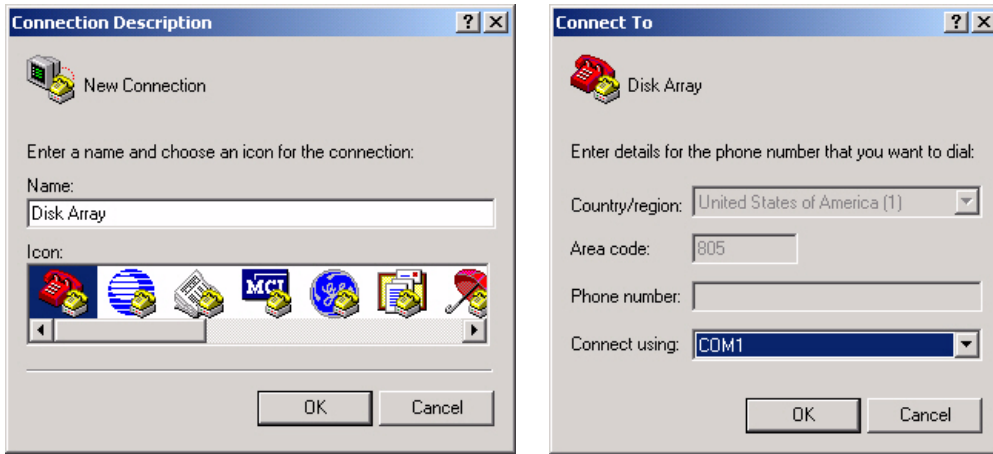 Connection Description
New Connection
Enter a name and choose an icon for the connection:
Name:
Disk Array
Icon:
MCI
OK Cancel
Connect To
Disk Array
Enter details for the phone number that you want to dial:
Country/region: United States of America (1)
Area code: 805
Phone number:
Connect using: COM1
OK Cancel